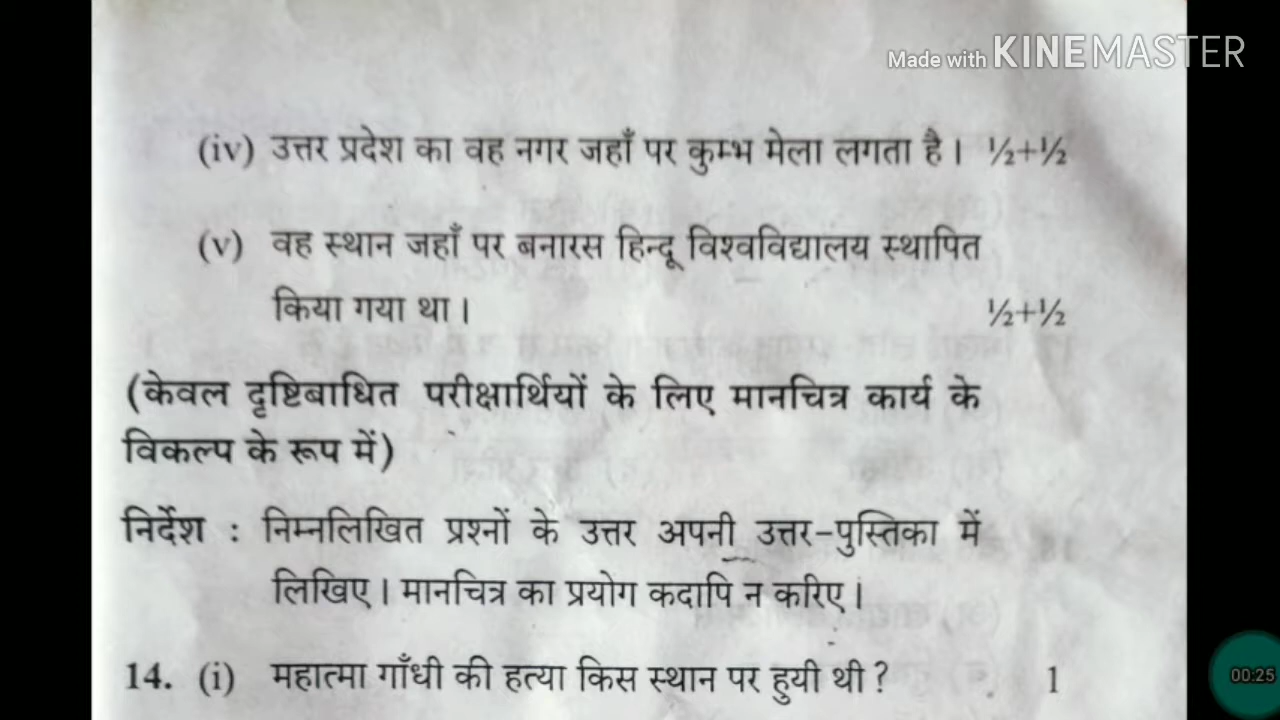 Made with KINEMASTER
(iv) उत्तर प्रदेश का वह नगर जहाँ पर कुम्भ मेला लगता है। ½+½
(v) वह स्थान जहाँ पर बनारस हिन्दू विश्वविद्यालय स्थापित
किया गया था। ½+½
(केवल दृष्टिबाधित परीक्षार्थियों के लिए मानचित्र कार्य के
विकल्प के रूप में)
निर्देश : निम्नलिखित प्रश्नों के उत्तर अपनी उत्तर-पुस्तिका में
लिखिए। मानचित्र का प्रयोग कदापि न करिए।
14. (i) महात्मा गाँधी की हत्या किस स्थान पर हुयी थी ? 1
00:25